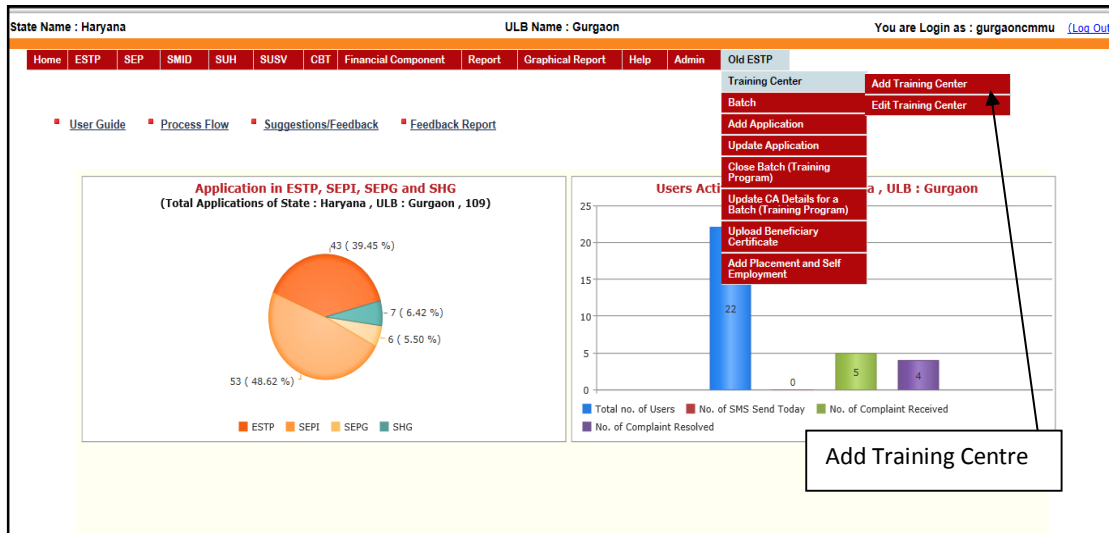 State Name : Haryana ULB Name : Gurgaon You are Login as : gurgaoncmmu (Log Out
Home ESTP SEP SMID SUH SUSV CBT Financial Component Report Graphical Report Help Admin Old ESTP
Training Center
Batch
Add Application
Update Application
Close Batch (Training
Program)
Update CA Details for a
Batch (Training Program)
Upload Beneficiary
Certificate
Add Placement and Self
Employment
Add Training Center
Edit Training Center
User Guide Process Flow Suggestions/Feedback Feedback Report
Application in ESTP, SEPI, SEPG and SHG
(Total Applications of State : Haryana , ULB : Gurgaon , 109)
43 ( 39.45 %)
7 ( 6.42 %)
6 ( 5.50 %)
53 ( 48.62 %)
ESTP SEPI SEPG SHG
Users Acti a , ULB : Gurgaon
25
20
15
10
5
0
22
0
5
4
Total no. of Users No. of SMS Send Today No. of Complaint Received
No. of Complaint Resolved
Add Training Centre